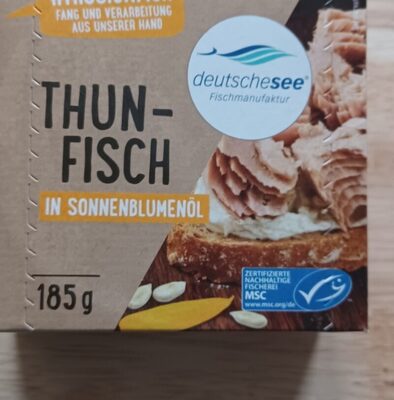 FANG UND VERARBEITUNG
AUS UNSERER HAND
deutschesee®
Fischmanufaktur
THUN-
FISCH
IN SONNENBLUMENÖL
185g
ZERTIFIZIERTE
NACHHALTIGE
FISCHEREI
MSC
www.msc.org/de